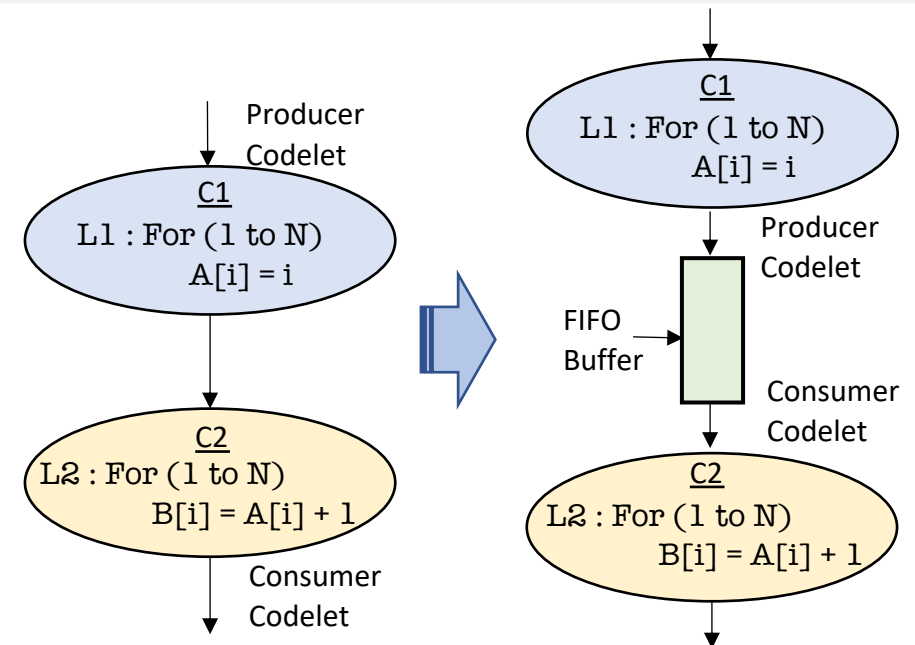 Producer
Codelet
C1
L1 : For (1 to N)
A[i] = i
C2
L2 : For (1 to N)
B[i] = A[i] + 1
Consumer
Codelet
C1
L1 : For (1 to N)
A[i] = i
Producer
Codelet
FIFO
Buffer
Consumer
Codelet
C2
L2 : For (1 to N)
B[i] = A[i] + 1